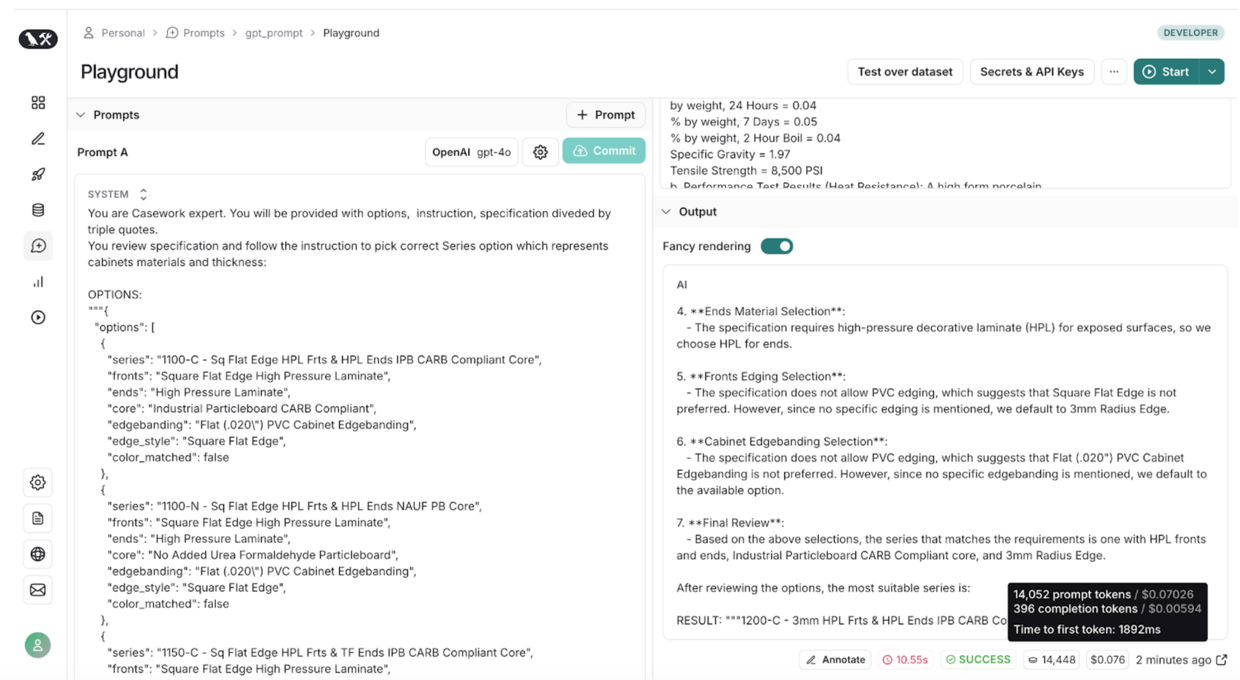 Personal > Prompts > gpt_prompt > Playground
DEVELOPER
Playground
Test over dataset
Secrets & API Keys
...
Start
Prompts
+ Prompt
Prompt A
OpenAI gpt-4o
Commit
SYSTEM
You are Casework expert. You will be provided with options, instruction, specification diveded by
triple quotes.
You review specification and follow the instruction to pick correct Series option which represents
cabinets materials and thickness:
OPTIONS:
"""{
"options": [
{
"series": "1100-C - Sq Flat Edge HPL Frts & HPL Ends IPB CARB Compliant Core",
"fronts": "Square Flat Edge High Pressure Laminate",
"ends": "High Pressure Laminate",
"core": "Industrial Particleboard CARB Compliant",
"edgebanding": "Flat (.020\") PVC Cabinet Edgebanding",
"edge_style": "Square Flat Edge",
"color_matched": false
},
{
"series": "1100-N - Sq Flat Edge HPL Frts & HPL Ends NAUF PB Core",
"fronts": "Square Flat Edge High Pressure Laminate",
"ends": "High Pressure Laminate",
"core": "No Added Urea Formaldehyde Particleboard",
"edgebanding": "Flat (.020\") PVC Cabinet Edgebanding",
"edge_style": "Square Flat Edge",
"color_matched": false
},
{
"series": "1150-C - Sq Flat Edge HPL Frts & TF Ends IPB CARB Compliant Core",
"fronts": "Square Flat Edge High Pressure Laminate",
by weight, 24 Hours = 0.04
% by weight, 7 Days = 0.05
% by weight, 2 Hour Boil = 0.04
Specific Gravity = 1.97
Tensile Strength = 8,500 PSI
b. Performance Test Results (Heat Resistance): A high form porcelain
Output
Fancy rendering
AI
4. **Ends Material Selection**:
- The specification requires high-pressure decorative laminate (HPL) for exposed surfaces, so we
choose HPL for ends.
5. **Fronts Edging Selection**:
- The specification does not allow PVC edging, which suggests that Square Flat Edge is not
preferred. However, since no specific edging is mentioned, we default to 3mm Radius Edge.
6. **Cabinet Edgebanding Selection**:
- The specification does not allow PVC edging, which suggests that Flat (.020") PVC Cabinet
Edgebanding is not preferred. However, since no specific edgebanding is mentioned, we default to
the available option.
7. **Final Review**:
- Based on the above selections, the series that matches the requirements is one with HPL fronts
and ends, Industrial Particleboard CARB Compliant core, and 3mm Radius Edge.
After reviewing the options, the most suitable series is:
RESULT: """1200-C - 3mm HPL Frts & HPL Ends IPB CARB Co
14,052 prompt tokens / $0.07026
396 completion tokens / $0.00594
Time to first token: 1892ms
Annotate
10.55s
SUCCESS
14,448
$0.076
2 minutes ago